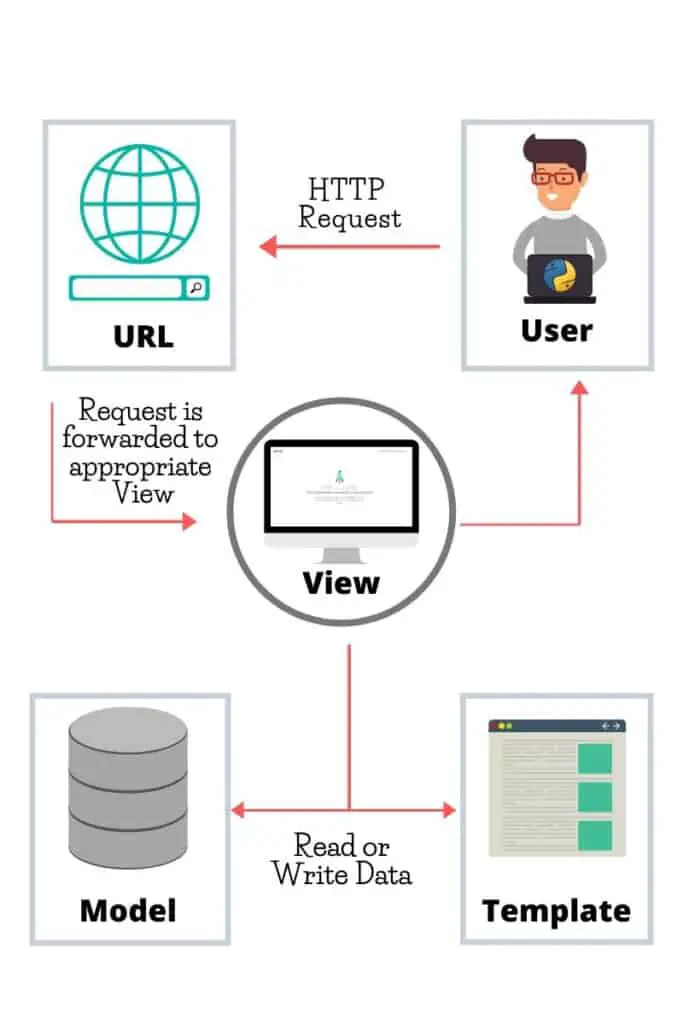 HTTP
Request
URL
User
Request is
forwarded to
appropriate
View
View
Read or
Write Data
Model
Template